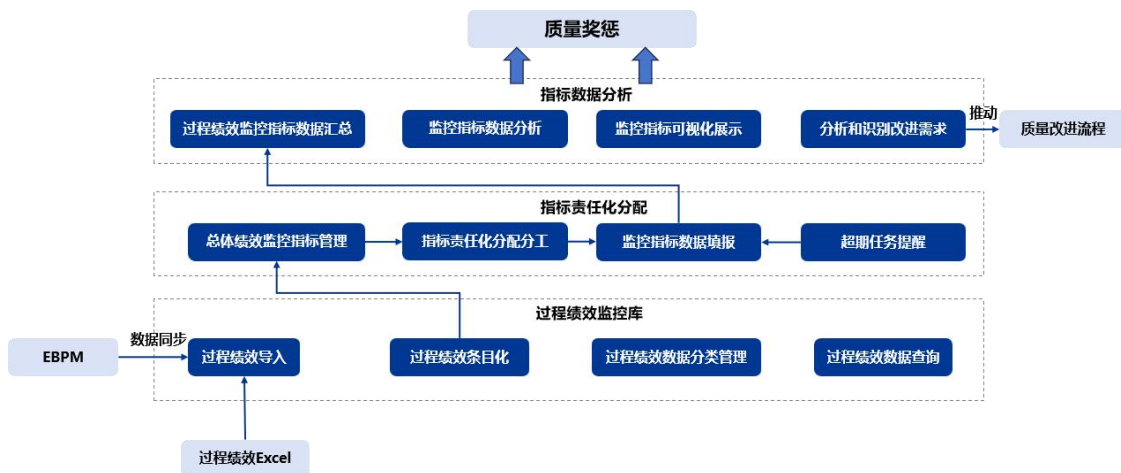 质量奖惩
指标数据分析
过程绩效监控指标数据汇总
监控指标数据分析
监控指标可视化展示
分析和识别改进需求
推动
质量改进流程
指标责任化分配
总体绩效监控指标管理
指标责任化分配分工
监控指标数据填报
超期任务提醒
过程绩效监控库
EBPM
数据同步
过程绩效导入
过程绩效条目化
过程绩效数据分类管理
过程绩效数据查询
过程绩效Excel